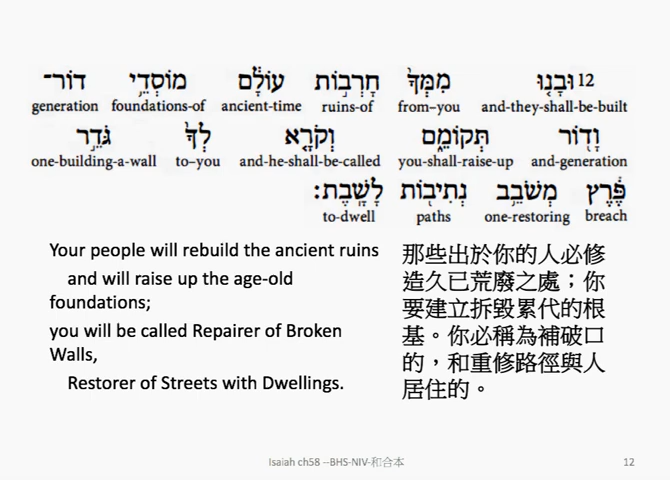 12 וּבָנ֤וּ מִמְּךָ֙ חָרְב֣וֹת עוֹלָ֔ם מוֹסְדֵ֥י דוֹר־
generation foundations-of ancient-time ruins-of from-you and-they-shall-be-built
וָד֖וֹר תְּקוֹמֵ֑ם וְקֹרָ֤א לְךָ֙ גֹּדֵ֣ר
one-building-a-wall to-you and-he-shall-be-called you-shall-raise-up and-generation
פֶּ֔רֶץ מְשֹׁבֵ֥ב נְתִיב֖וֹת לָשָֽׁבֶת׃
to-dwell paths one-restoring breach
Your people will rebuild the ancient ruins
and will raise up the age-old
foundations;
you will be called Repairer of Broken
Walls,
Restorer of Streets with Dwellings.
那些出於你的人必修
造久已荒廢之處；你
要建立拆毀累代的根
基。你必稱為補破口
的，和重修路徑與人
居住的。
Isaiah ch58 --BHS-NIV-和合本
12